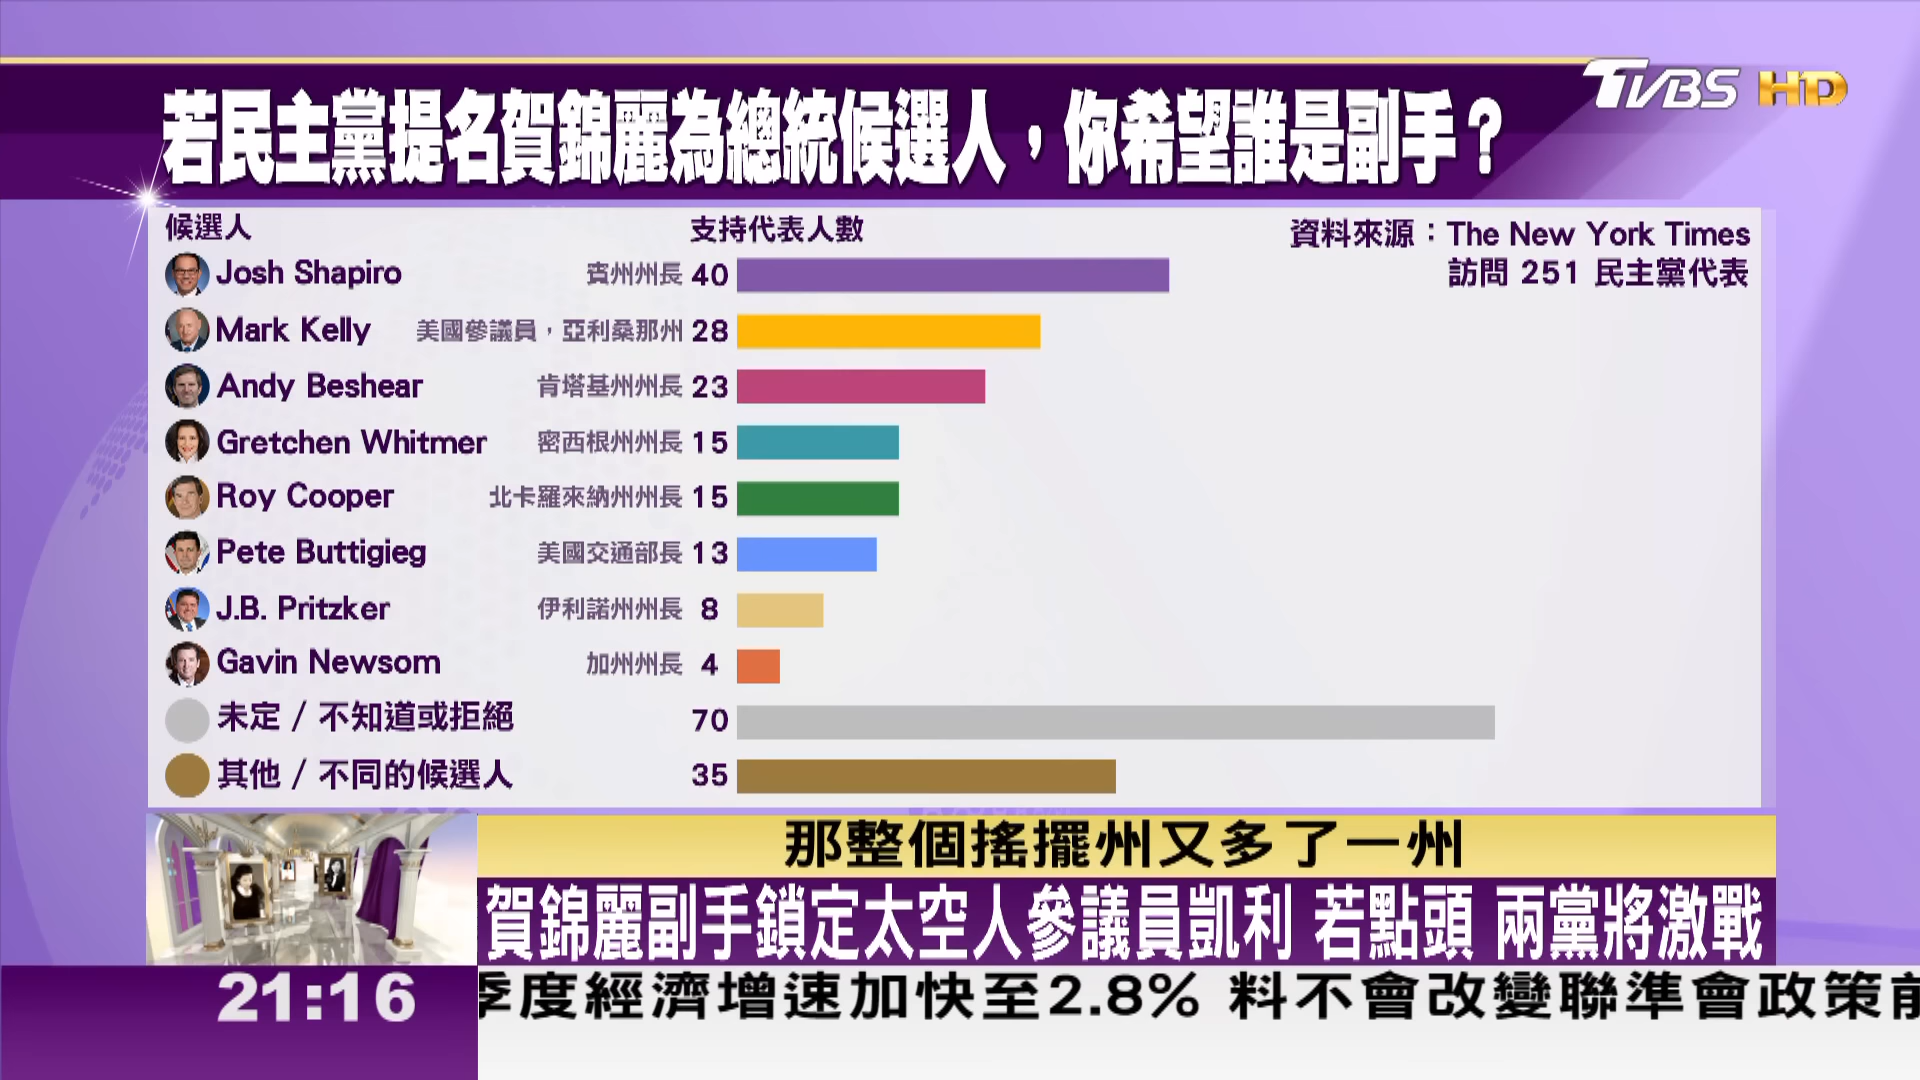 TVBS HD
若民主黨提名賀錦麗為總統候選人，你希望誰是副手？
候選人 支持代表人數
資料來源：The New York Times
訪問 251 民主黨代表
Josh Shapiro 賓州州長 40
Mark Kelly 美國參議員，亞利桑那州 28
Andy Beshear 肯塔基州州長 23
Gretchen Whitmer 密西根州州長 15
Roy Cooper 北卡羅來納州州長 15
Pete Buttigieg 美國交通部長 13
J.B. Pritzker 伊利諾州州長 8
Gavin Newsom 加州州長 4
未定 / 不知道或拒絕 70
其他 / 不同的候選人 35
那整個搖擺州又多了一州
賀錦麗副手鎖定太空人參議員凱利 若點頭 兩黨將激戰
21:16
季度經濟增速加快至2.8% 料不會改變聯準會政策前